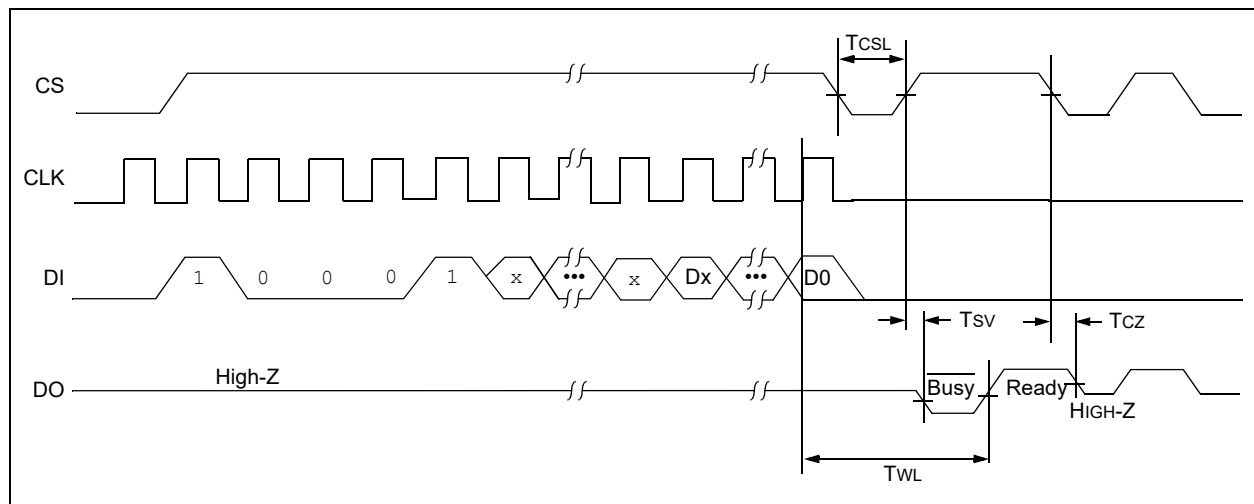 TCSL
CS
CLK
DI
1 0 0 0 1 x ••• x Dx ••• D0
TSV
TCZ
DO
High-Z
Busy
Ready
HIGH-Z
TWL